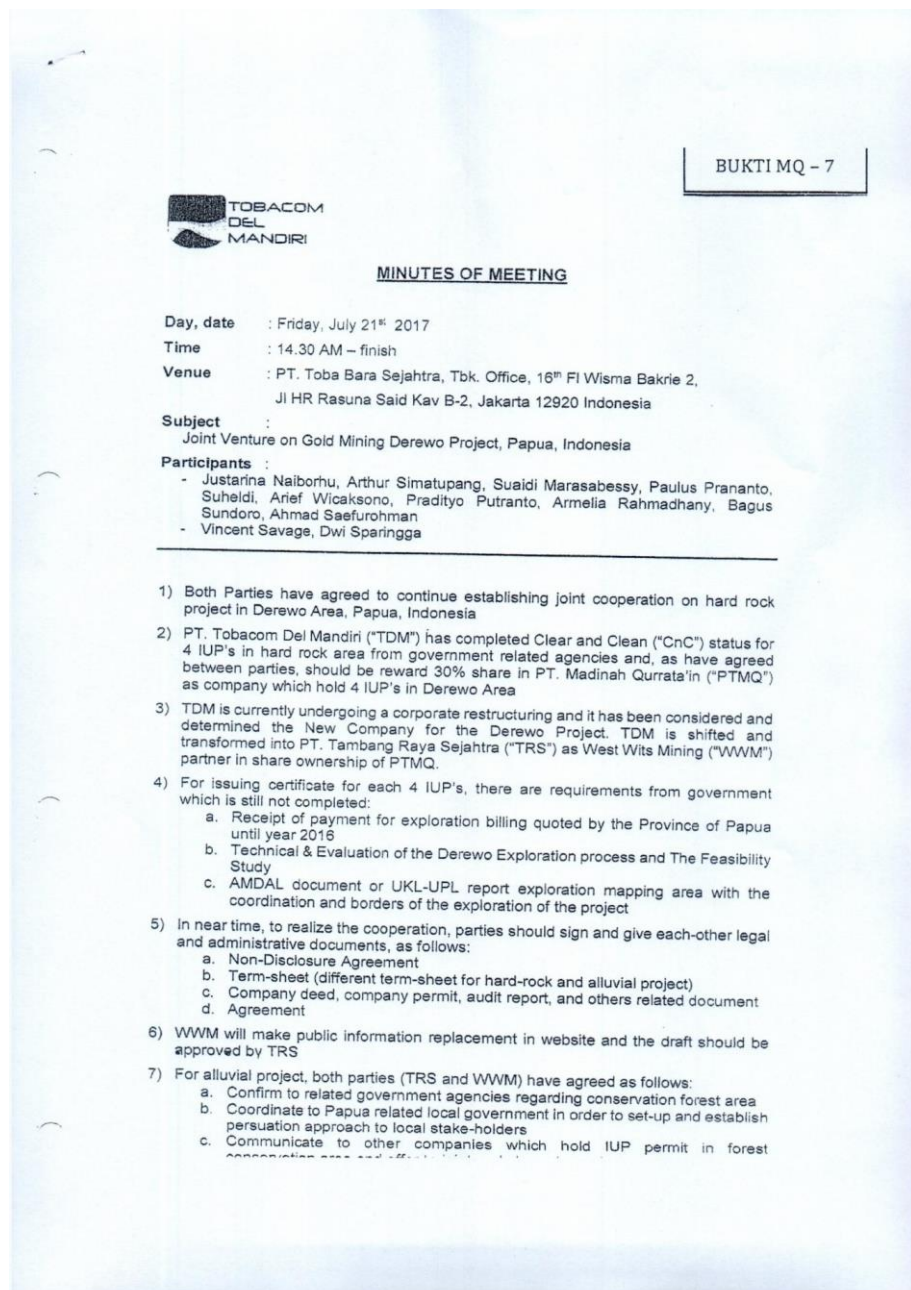 BUKTI MQ – 7
TOBACOM
DEL
MANDIRI
MINUTES OF MEETING
Day, date : Friday, July 21st 2017
Time : 14.30 AM – finish
Venue : PT. Toba Bara Sejahtra, Tbk. Office, 16th Fl Wisma Bakrie 2,
Jl HR Rasuna Said Kav B-2, Jakarta 12920 Indonesia
Subject :
Joint Venture on Gold Mining Derewo Project, Papua, Indonesia
Participants :
- Justarina Naiborhu, Arthur Simatupang, Suaidi Marasabessy, Paulus Prananto,
Suheldi, Arief Wicaksono, Pradityo Putranto, Armelia Rahmadhany, Bagus
Sundoro, Ahmad Saefurohman
- Vincent Savage, Dwi Sparingga
1) Both Parties have agreed to continue establishing joint cooperation on hard rock
project in Derewo Area, Papua, Indonesia
2) PT. Tobacom Del Mandiri ("TDM") has completed Clear and Clean ("CnC") status for
4 IUP's in hard rock area from government related agencies and, as have agreed
between parties, should be reward 30% share in PT. Madinah Qurrata'in ("PTMQ")
as company which hold 4 IUP's in Derewo Area
3) TDM is currently undergoing a corporate restructuring and it has been considered and
determined the New Company for the Derewo Project. TDM is shifted and
transformed into PT. Tambang Raya Sejahtra ("TRS") as West Wits Mining ("WWM")
partner in share ownership of PTMQ.
4) For issuing certificate for each 4 IUP's, there are requirements from government
which is still not completed:
a. Receipt of payment for exploration billing quoted by the Province of Papua
until year 2016
b. Technical & Evaluation of the Derewo Exploration process and The Feasibility
Study
c. AMDAL document or UKL-UPL report exploration mapping area with the
coordination and borders of the exploration of the project
5) In near time, to realize the cooperation, parties should sign and give each-other legal
and administrative documents, as follows:
a. Non-Disclosure Agreement
b. Term-sheet (different term-sheet for hard-rock and alluvial project)
c. Company deed, company permit, audit report, and others related document
d. Agreement
6) WWM will make public information replacement in website and the draft should be
approved by TRS
7) For alluvial project, both parties (TRS and WWM) have agreed as follows:
a. Confirm to related government agencies regarding conservation forest area
b. Coordinate to Papua related local government in order to set-up and establish
persuation approach to local stake-holders
c. Communicate to other companies which hold IUP permit in forest